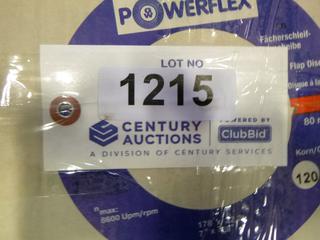 POWERFLEX
Fächerschleif-
Flap Disc
LOT NO
1215
80 m
CENTURY
AUCTIONS
POWERED BY
ClubBid
A DIVISION OF CENTURY SERVICES
Korn/
120
n max:
8600 Upm/rpm
178